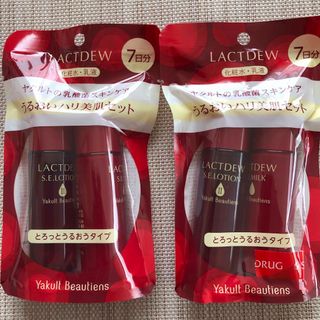 LACTDEW
7日分
化粧水・乳液
ヤクルトの乳酸菌スキンケア
うるおいハリ美肌セット
LACTDEW
S.E.LOTION
Yakult Beautiens
とろっとうるおうタイプ
Yakult Beautiens
LACTDEW
7日分
化粧水・乳液
ヤクルトの乳酸菌スキンケア
うるおいハリ美肌セット
LACTDEW
S.E.LOTION
MILK
Yakult Beautiens
とろっとうるおうタイプ
DRUG
Yakult Beautiens